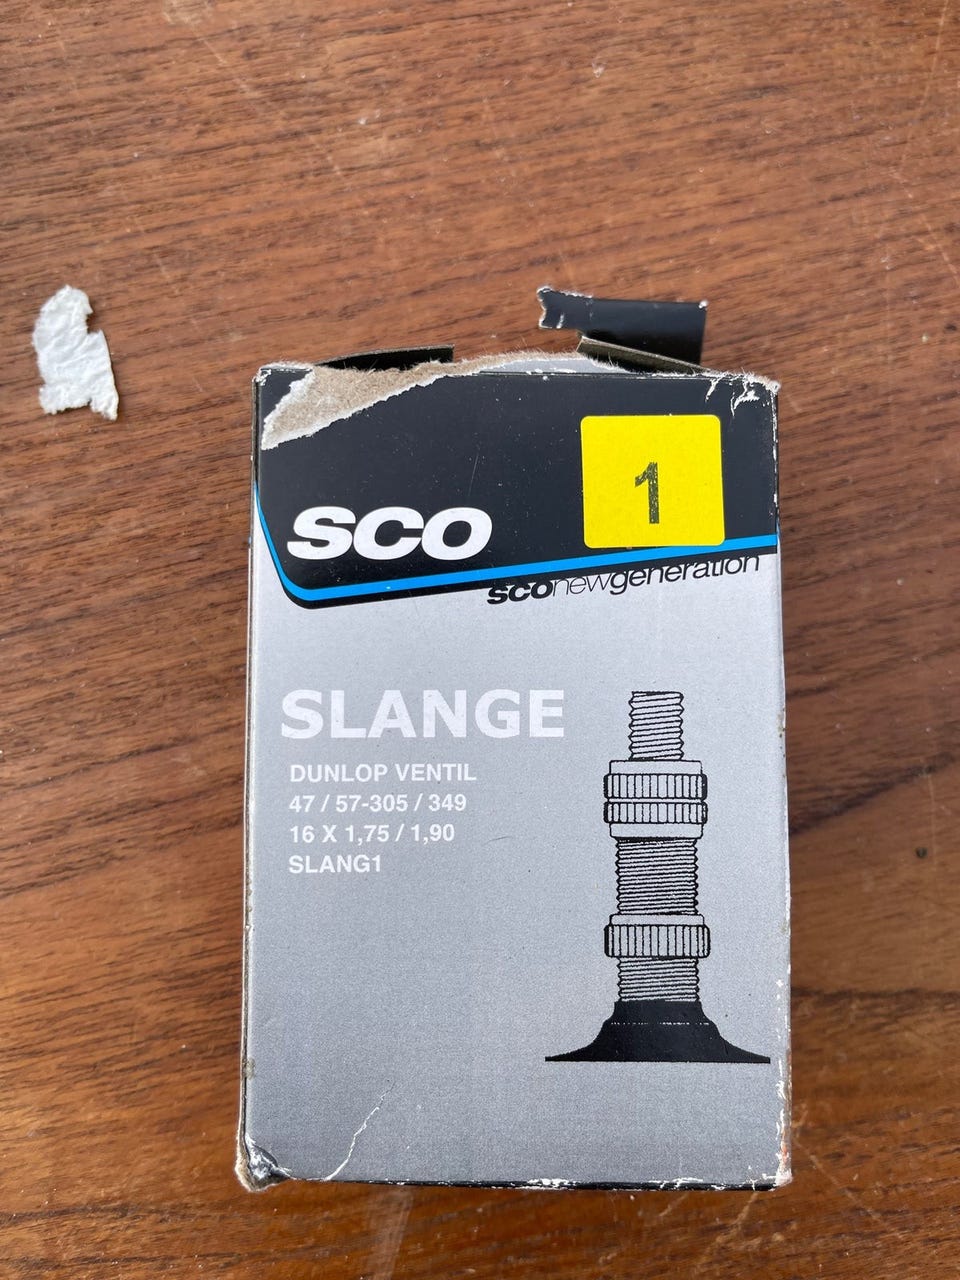 1
SCO
sconewgeneration
SLANGE
DUNLOP VENTIL
47 / 57-305 / 349
16 X 1,75 / 1,90
SLANG1